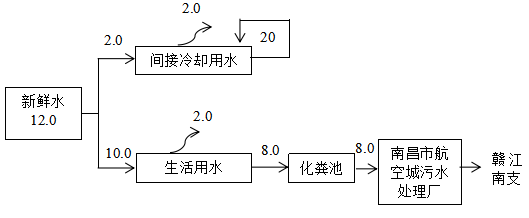 2.0
2.0
20
间接冷却用水
新鲜水
12.0
2.0
10.0
生活用水
8.0
化粪池
8.0
南昌市航
空城污水
处理厂
赣江
南支